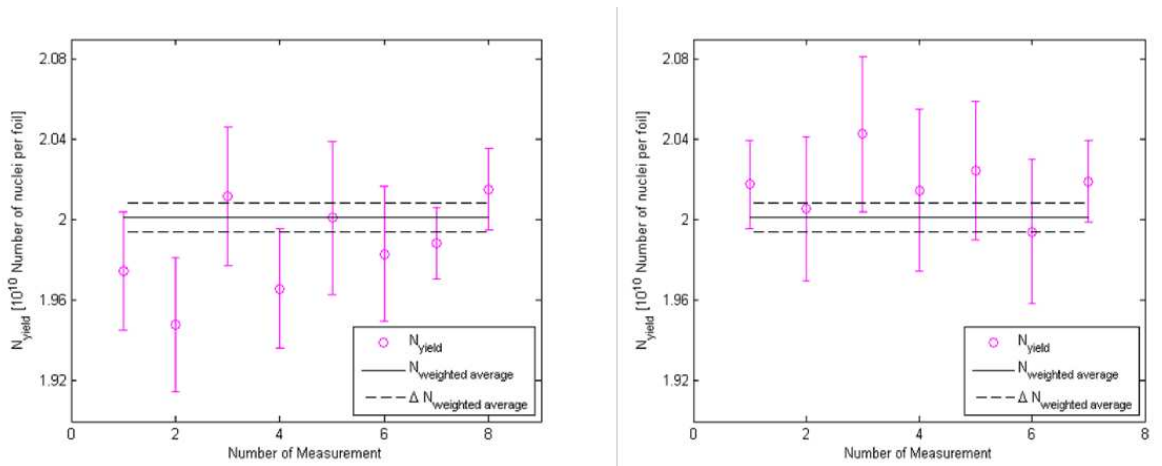 2.08
2.04
2
1.96
1.92
N_yield [10^10 Number of nuclei per foil]
0 2 4 6 8
Number of Measurement
N_yield
N_weighted average
Δ N_weighted average
2.08
2.04
2
1.96
1.92
N_yield [10^10 Number of nuclei per foil]
0 2 4 6 8
Number of Measurement
N_yield
N_weighted average
Δ N_weighted average